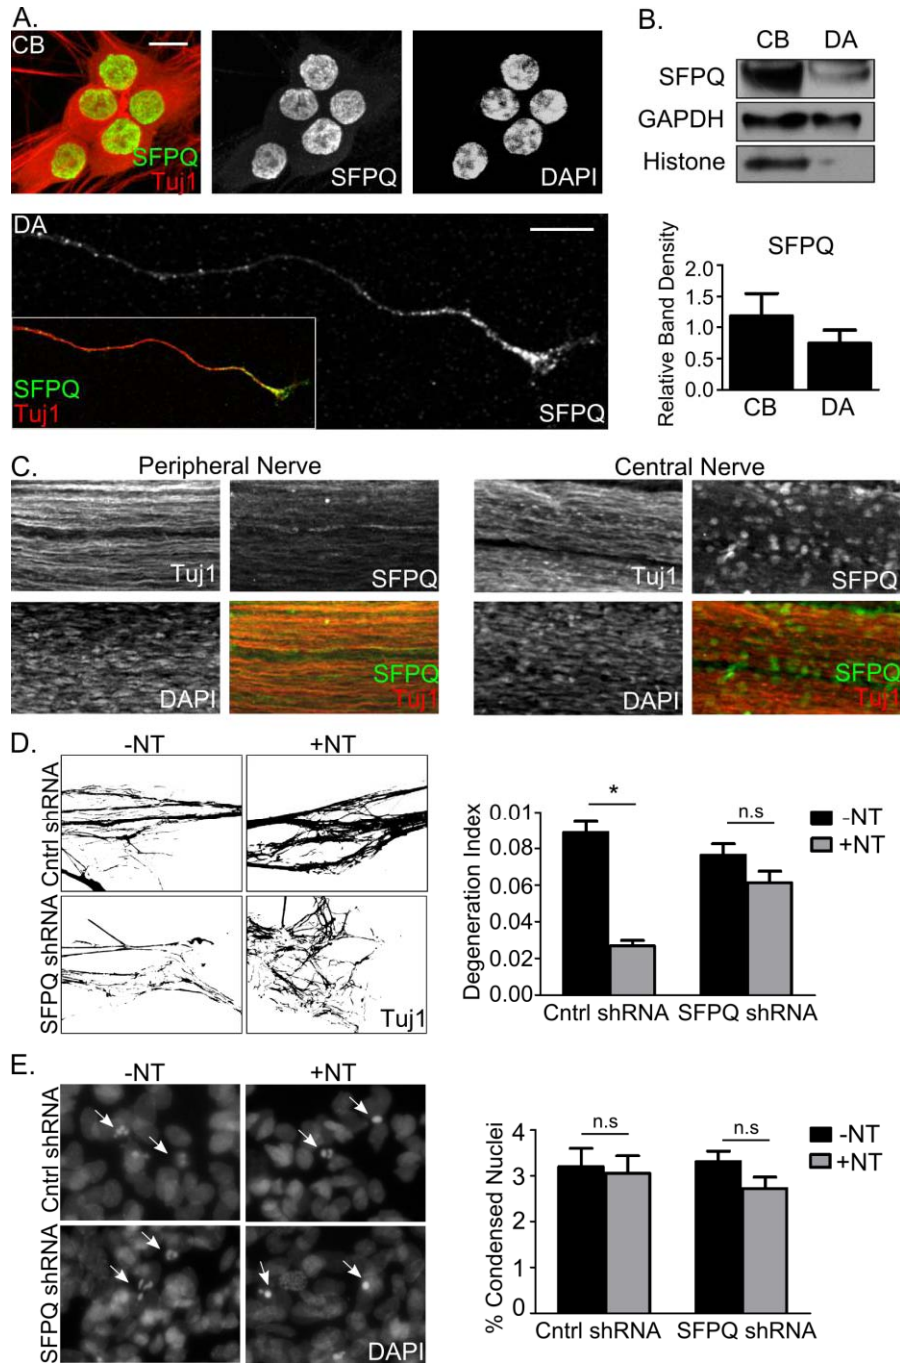 A.
CB
SFPQ
Tuj1
SFPQ
DAPI
DA
SFPQ
Tuj1
SFPQ
B.
CB DA
SFPQ
GAPDH
Histone
SFPQ
Relative Band Density
2.0
1.5
1.0
0.5
0.0
CB DA
C.
Peripheral Nerve
Tuj1
SFPQ
DAPI
SFPQ
Tuj1
Central Nerve
Tuj1
SFPQ
DAPI
SFPQ
Tuj1
D.
-NT +NT
Cntrl shRNA
SFPQ shRNA
Tuj1
Degeneration Index
0.01
0.08
0.06
0.04
0.02
0.00
*
n.s
-NT
+NT
Cntrl shRNA SFPQ shRNA
E.
-NT +NT
Cntrl shRNA
SFPQ shRNA
DAPI
% Condensed Nuclei
4
3
2
1
0
n.s
n.s
-NT
+NT
Cntrl shRNA SFPQ shRNA